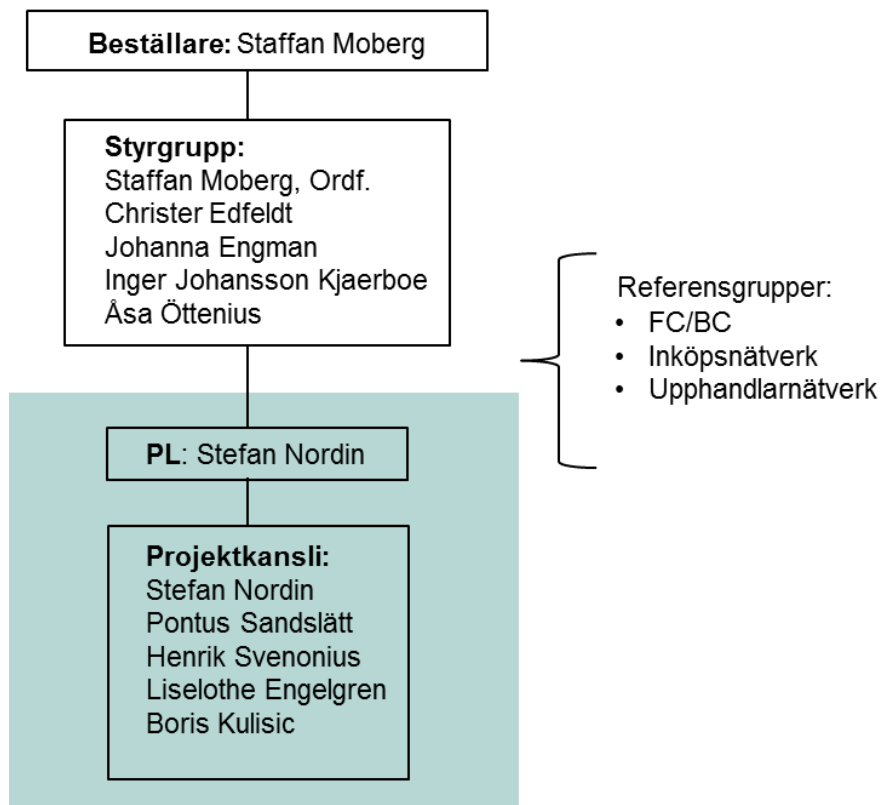 Beställare: Staffan Moberg
Styrgrupp:
Staffan Moberg, Ordf.
Christer Edfeldt
Johanna Engman
Inger Johansson Kjaerboe
Åsa Öttenius
Referensgrupper:
• FC/BC
• Inköpsnätverk
• Upphandlarnätverk
PL: Stefan Nordin
Projektkansli:
Stefan Nordin
Pontus Sandslätt
Henrik Svenonius
Liselothe Engelgren
Boris Kulisic